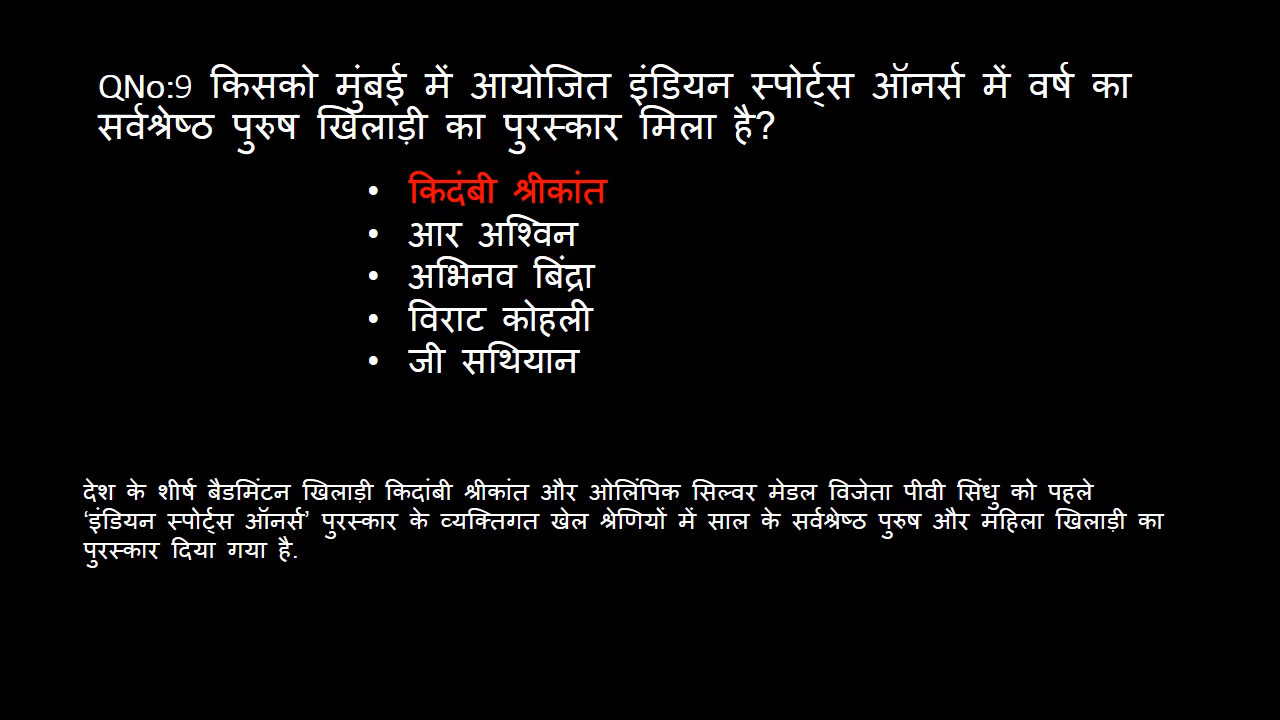 QNo:9 किसको मुंबई में आयोजित इंडियन स्पोर्ट्स ऑनर्स में वर्ष का
सर्वश्रेष्ठ पुरुष खिलाड़ी का पुरस्कार मिला है?
• किदंबी श्रीकांत
• आर अश्विन
• अभिनव बिंद्रा
• विराट कोहली
• जी सथियान
देश के शीर्ष बैडमिंटन खिलाड़ी किदांबी श्रीकांत और ओलिंपिक सिल्वर मेडल विजेता पीवी सिंधु को पहले
‘इंडियन स्पोर्ट्स ऑनर्स’ पुरस्कार के व्यक्तिगत खेल श्रेणियों में साल के सर्वश्रेष्ठ पुरुष और महिला खिलाड़ी का
पुरस्कार दिया गया है.